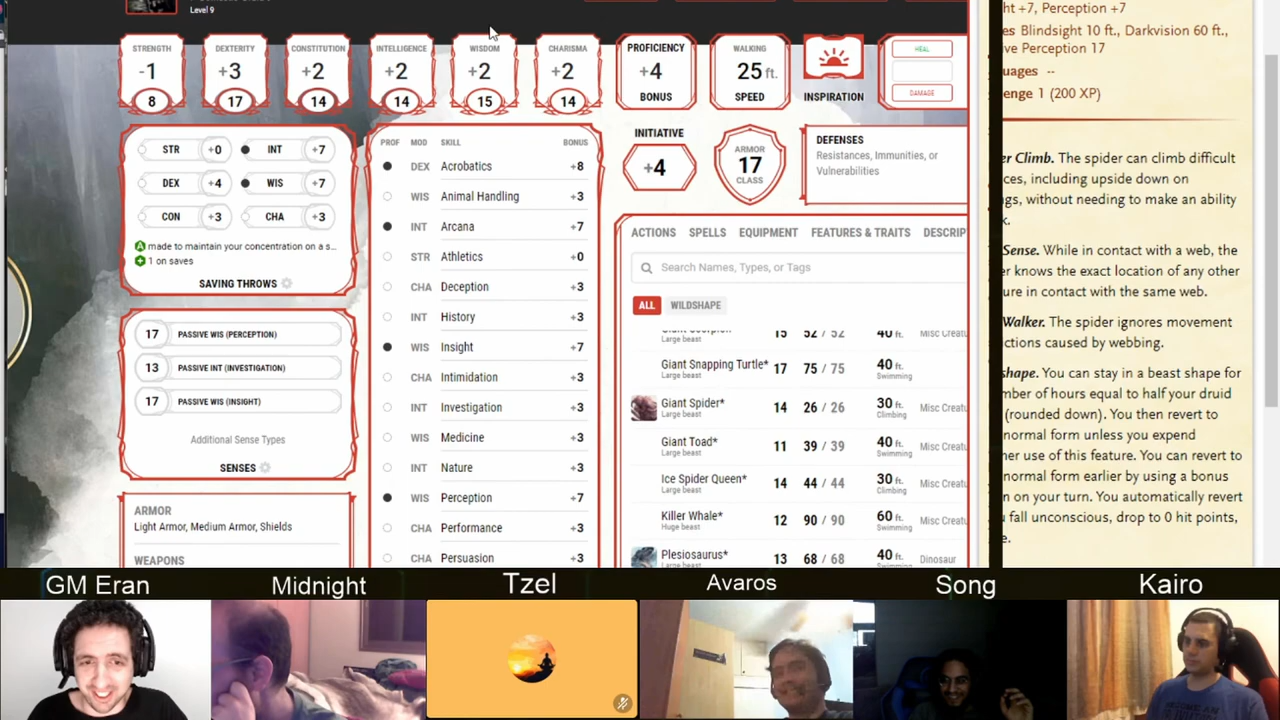 Level 9
STRENGTH
-1
8
DEXTERITY
+3
17
CONSTITUTION
+2
14
INTELLIGENCE
+2
14
WISDOM
+2
15
CHARISMA
+2
14
PROFICIENCY
+4
BONUS
WALKING
25 ft.
SPEED
INSPIRATION
HEAL
DAMAGE
STR +0
INT +7
DEX +4
WIS +7
CON +3
CHA +3
made to maintain your concentration on a s...
1 on saves
SAVING THROWS
17 PASSIVE WIS (PERCEPTION)
13 PASSIVE INT (INVESTIGATION)
17 PASSIVE WIS (INSIGHT)
Additional Sense Types
SENSES
ARMOR
Light Armor, Medium Armor, Shields
WEAPONS
PROF MOD SKILL BONUS
DEX Acrobatics +8
WIS Animal Handling +3
INT Arcana +7
STR Athletics +0
CHA Deception +3
INT History +3
WIS Insight +7
CHA Intimidation +3
INT Investigation +3
WIS Medicine +3
INT Nature +3
WIS Perception +7
CHA Performance +3
CHA Persuasion +3
INITIATIVE
+4
ARMOR
17
CLASS
DEFENSES
Resistances, Immunities, or
Vulnerabilities
ACTIONS SPELLS EQUIPMENT FEATURES & TRAITS DESCRIP
Search Names, Types, or Tags
ALL WILDSHAPE
Giant Scorpion 15 52 / 52 40 ft. Misc Creatu
Large beast
Giant Snapping Turtle* 17 75 / 75 40 ft.
Large beast Swimming
Giant Spider* 14 26 / 26 30 ft. Misc Creatu
Large beast Climbing
Giant Toad* 11 39 / 39 40 ft. Misc Creatu
Large beast Swimming
Ice Spider Queen* 14 44 / 44 30 ft. Misc Creatu
Large beast Climbing
Killer Whale* 12 90 / 90 60 ft. Misc Creatu
Huge beast Swimming
Plesiosaurus* 13 68 / 68 40 ft. Dinosaur
Large beast Swimming
ht +7, Perception +7
es Blindsight 10 ft., Darkvision 60 ft.,
ive Perception 17
uages --
enge 1 (200 XP)
er Climb. The spider can climb difficult
ces, including upside down on
ngs, without needing to make an ability
k.
Sense. While in contact with a web, the
er knows the exact location of any other
ure in contact with the same web.
Walker. The spider ignores movement
ctions caused by webbing.
shape. You can stay in a beast shape for
mber of hours equal to half your druid
(rounded down). You then revert to
normal form unless you expend
her use of this feature. You can revert to
normal form earlier by using a bonus
n on your turn. You automatically revert
u fall unconscious, drop to 0 hit points,
e.
GM Eran
Midnight
Tzel
Avaros
Song
Kairo